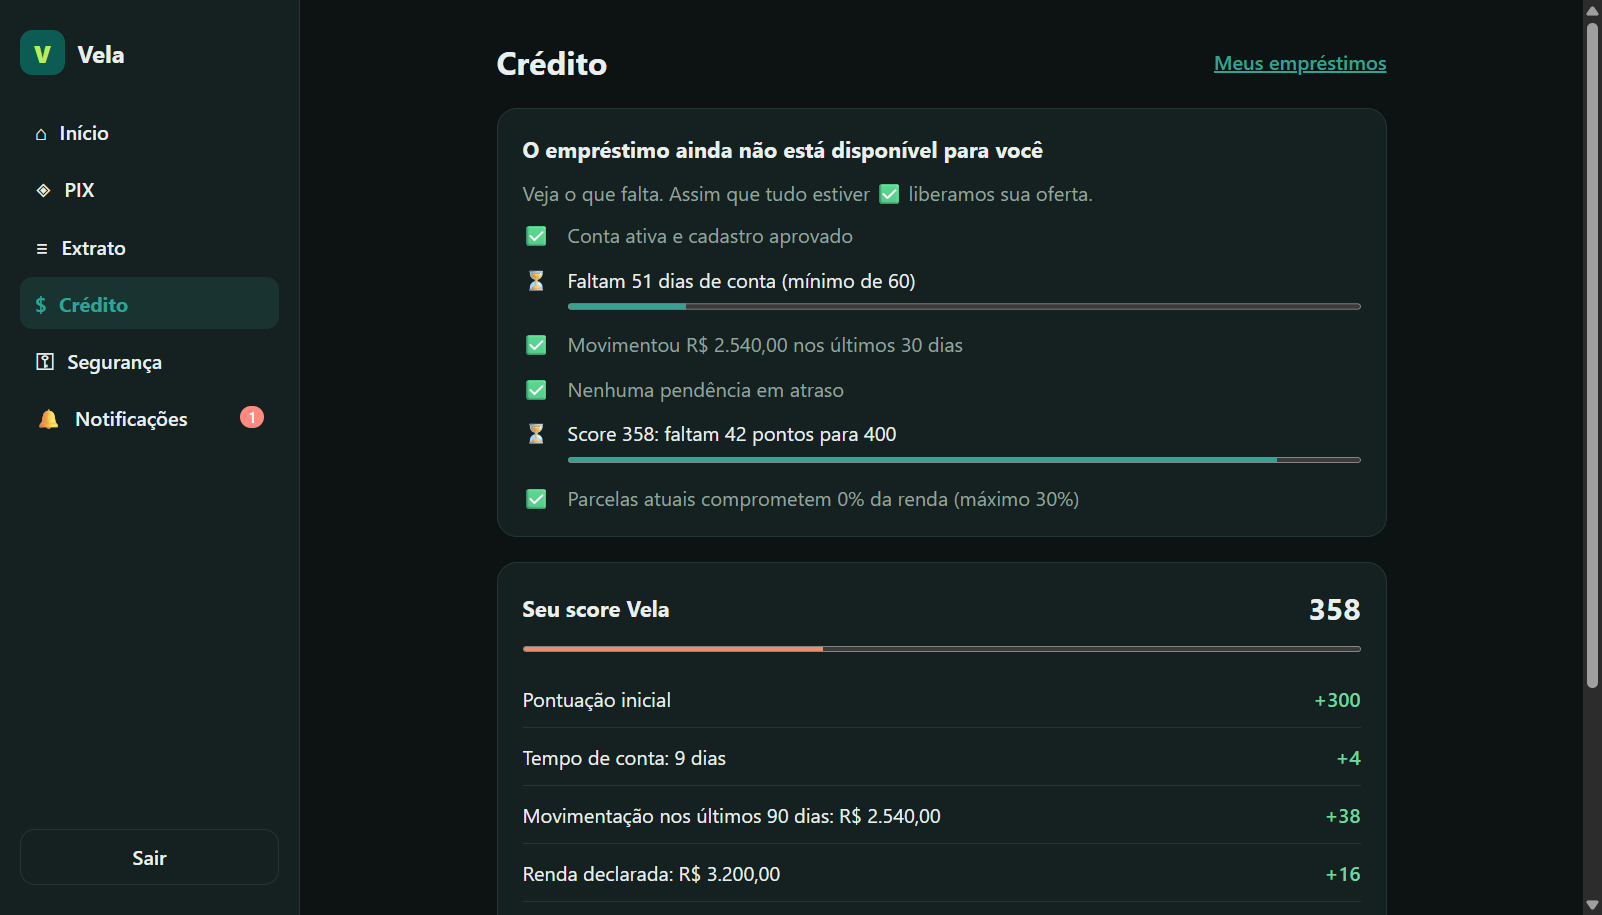 V Vela
Início
PIX
Extrato
$ Crédito
Segurança
Notificações 1
Sair
Crédito
Meus empréstimos
O empréstimo ainda não está disponível para você
Veja o que falta. Assim que tudo estiver ✅ liberamos sua oferta.
✅ Conta ativa e cadastro aprovado
⏳ Faltam 51 dias de conta (mínimo de 60)
✅ Movimentou R$ 2.540,00 nos últimos 30 dias
✅ Nenhuma pendência em atraso
⏳ Score 358: faltam 42 pontos para 400
✅ Parcelas atuais comprometem 0% da renda (máximo 30%)
Seu score Vela 358
Pontuação inicial +300
Tempo de conta: 9 dias +4
Movimentação nos últimos 90 dias: R$ 2.540,00 +38
Renda declarada: R$ 3.200,00 +16